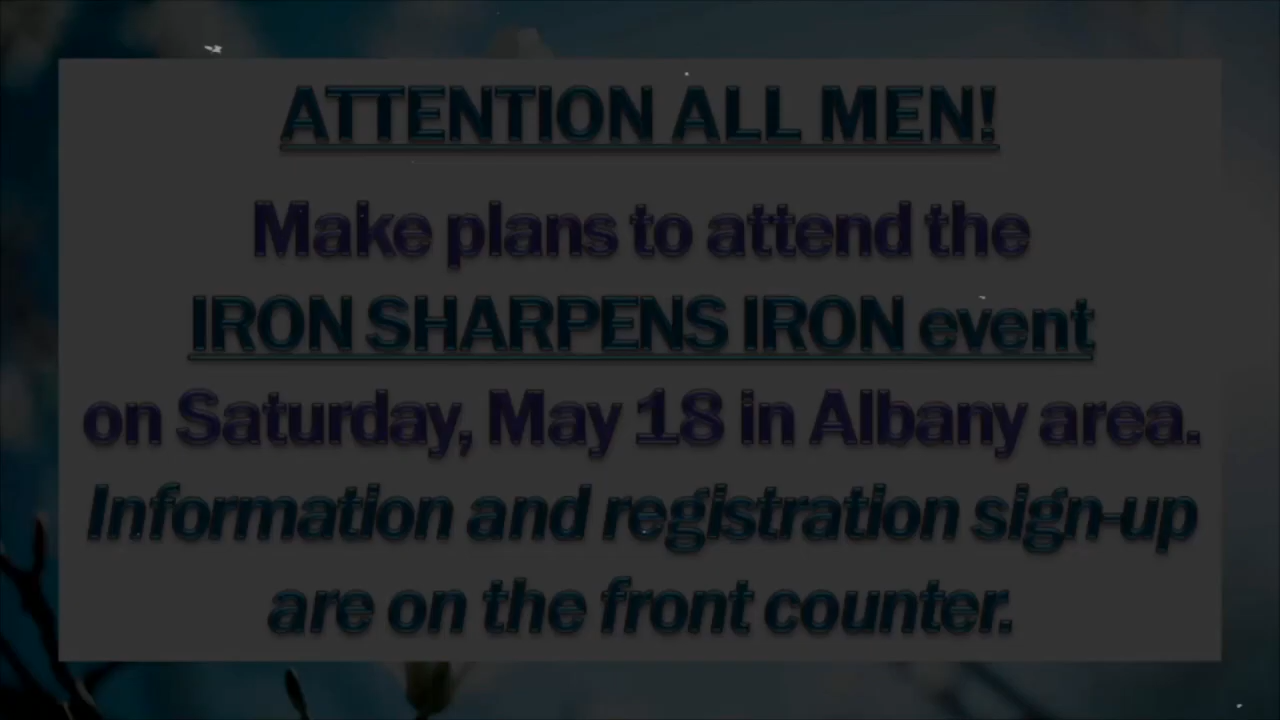 ATTENTION ALL MEN!
Make plans to attend the
IRON SHARPENS IRON event
on Saturday, May 18 in Albany area.
Information and registration sign-up
are on the front counter.